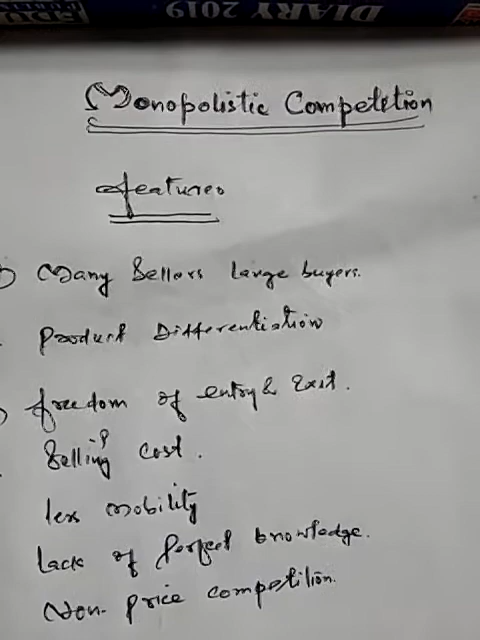 DIARY 2019
Monopolistic Competetion
features
Many Sellers large buyers.
Product Differentiation
freedom of entry & Exit.
Selling Cost.
less mobility
Lack of Perfect knowledge.
Non-Price competition.